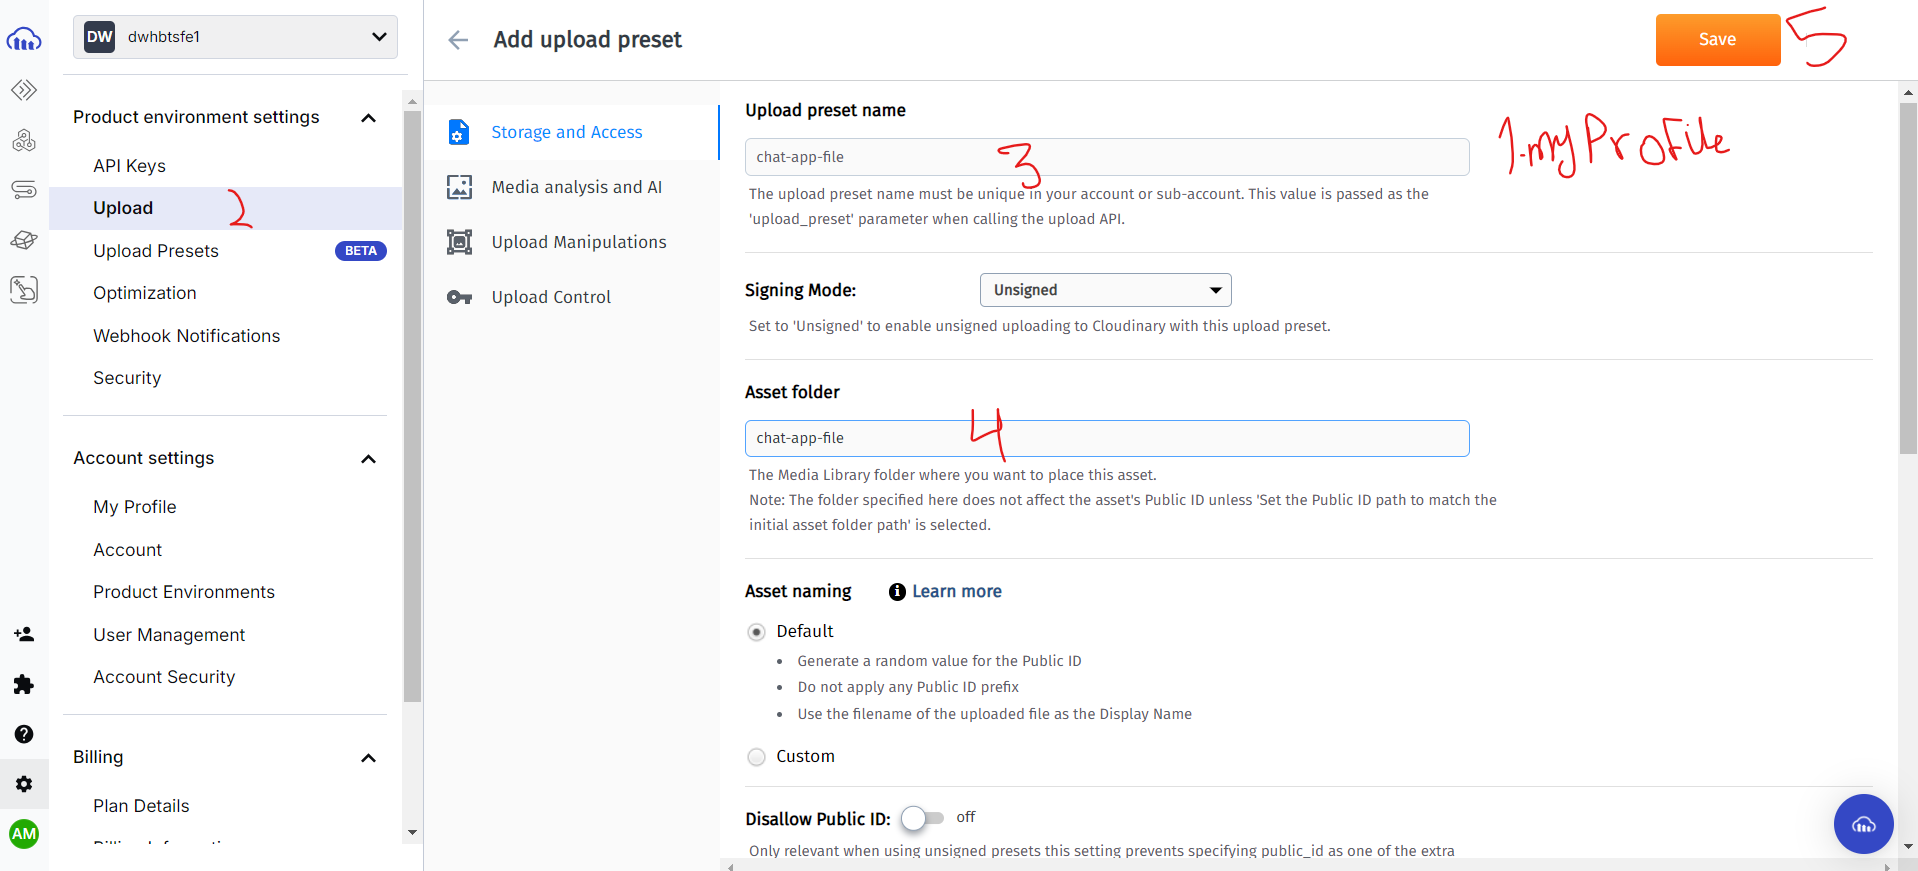 DW dwhbtsfe1
Product environment settings
API Keys
Upload 2
Upload Presets BETA
Optimization
Webhook Notifications
Security
Account settings
My Profile
Account
Product Environments
User Management
Account Security
Billing
Plan Details
AM
Add upload preset
Save 5
Storage and Access
Media analysis and AI
Upload Manipulations
Upload Control
Upload preset name
1.myProfile
chat-app-file 3
The upload preset name must be unique in your account or sub-account. This value is passed as the
'upload_preset' parameter when calling the upload API.
Signing Mode: Unsigned
Set to 'Unsigned' to enable unsigned uploading to Cloudinary with this upload preset.
Asset folder
chat-app-file 4
The Media Library folder where you want to place this asset.
Note: The folder specified here does not affect the asset's Public ID unless 'Set the Public ID path to match the
initial asset folder path' is selected.
Asset naming Learn more
Default
• Generate a random value for the Public ID
• Do not apply any Public ID prefix
• Use the filename of the uploaded file as the Display Name
Custom
Disallow Public ID: off
Only relevant when using unsigned presets this setting prevents specifying public_id as one of the extra